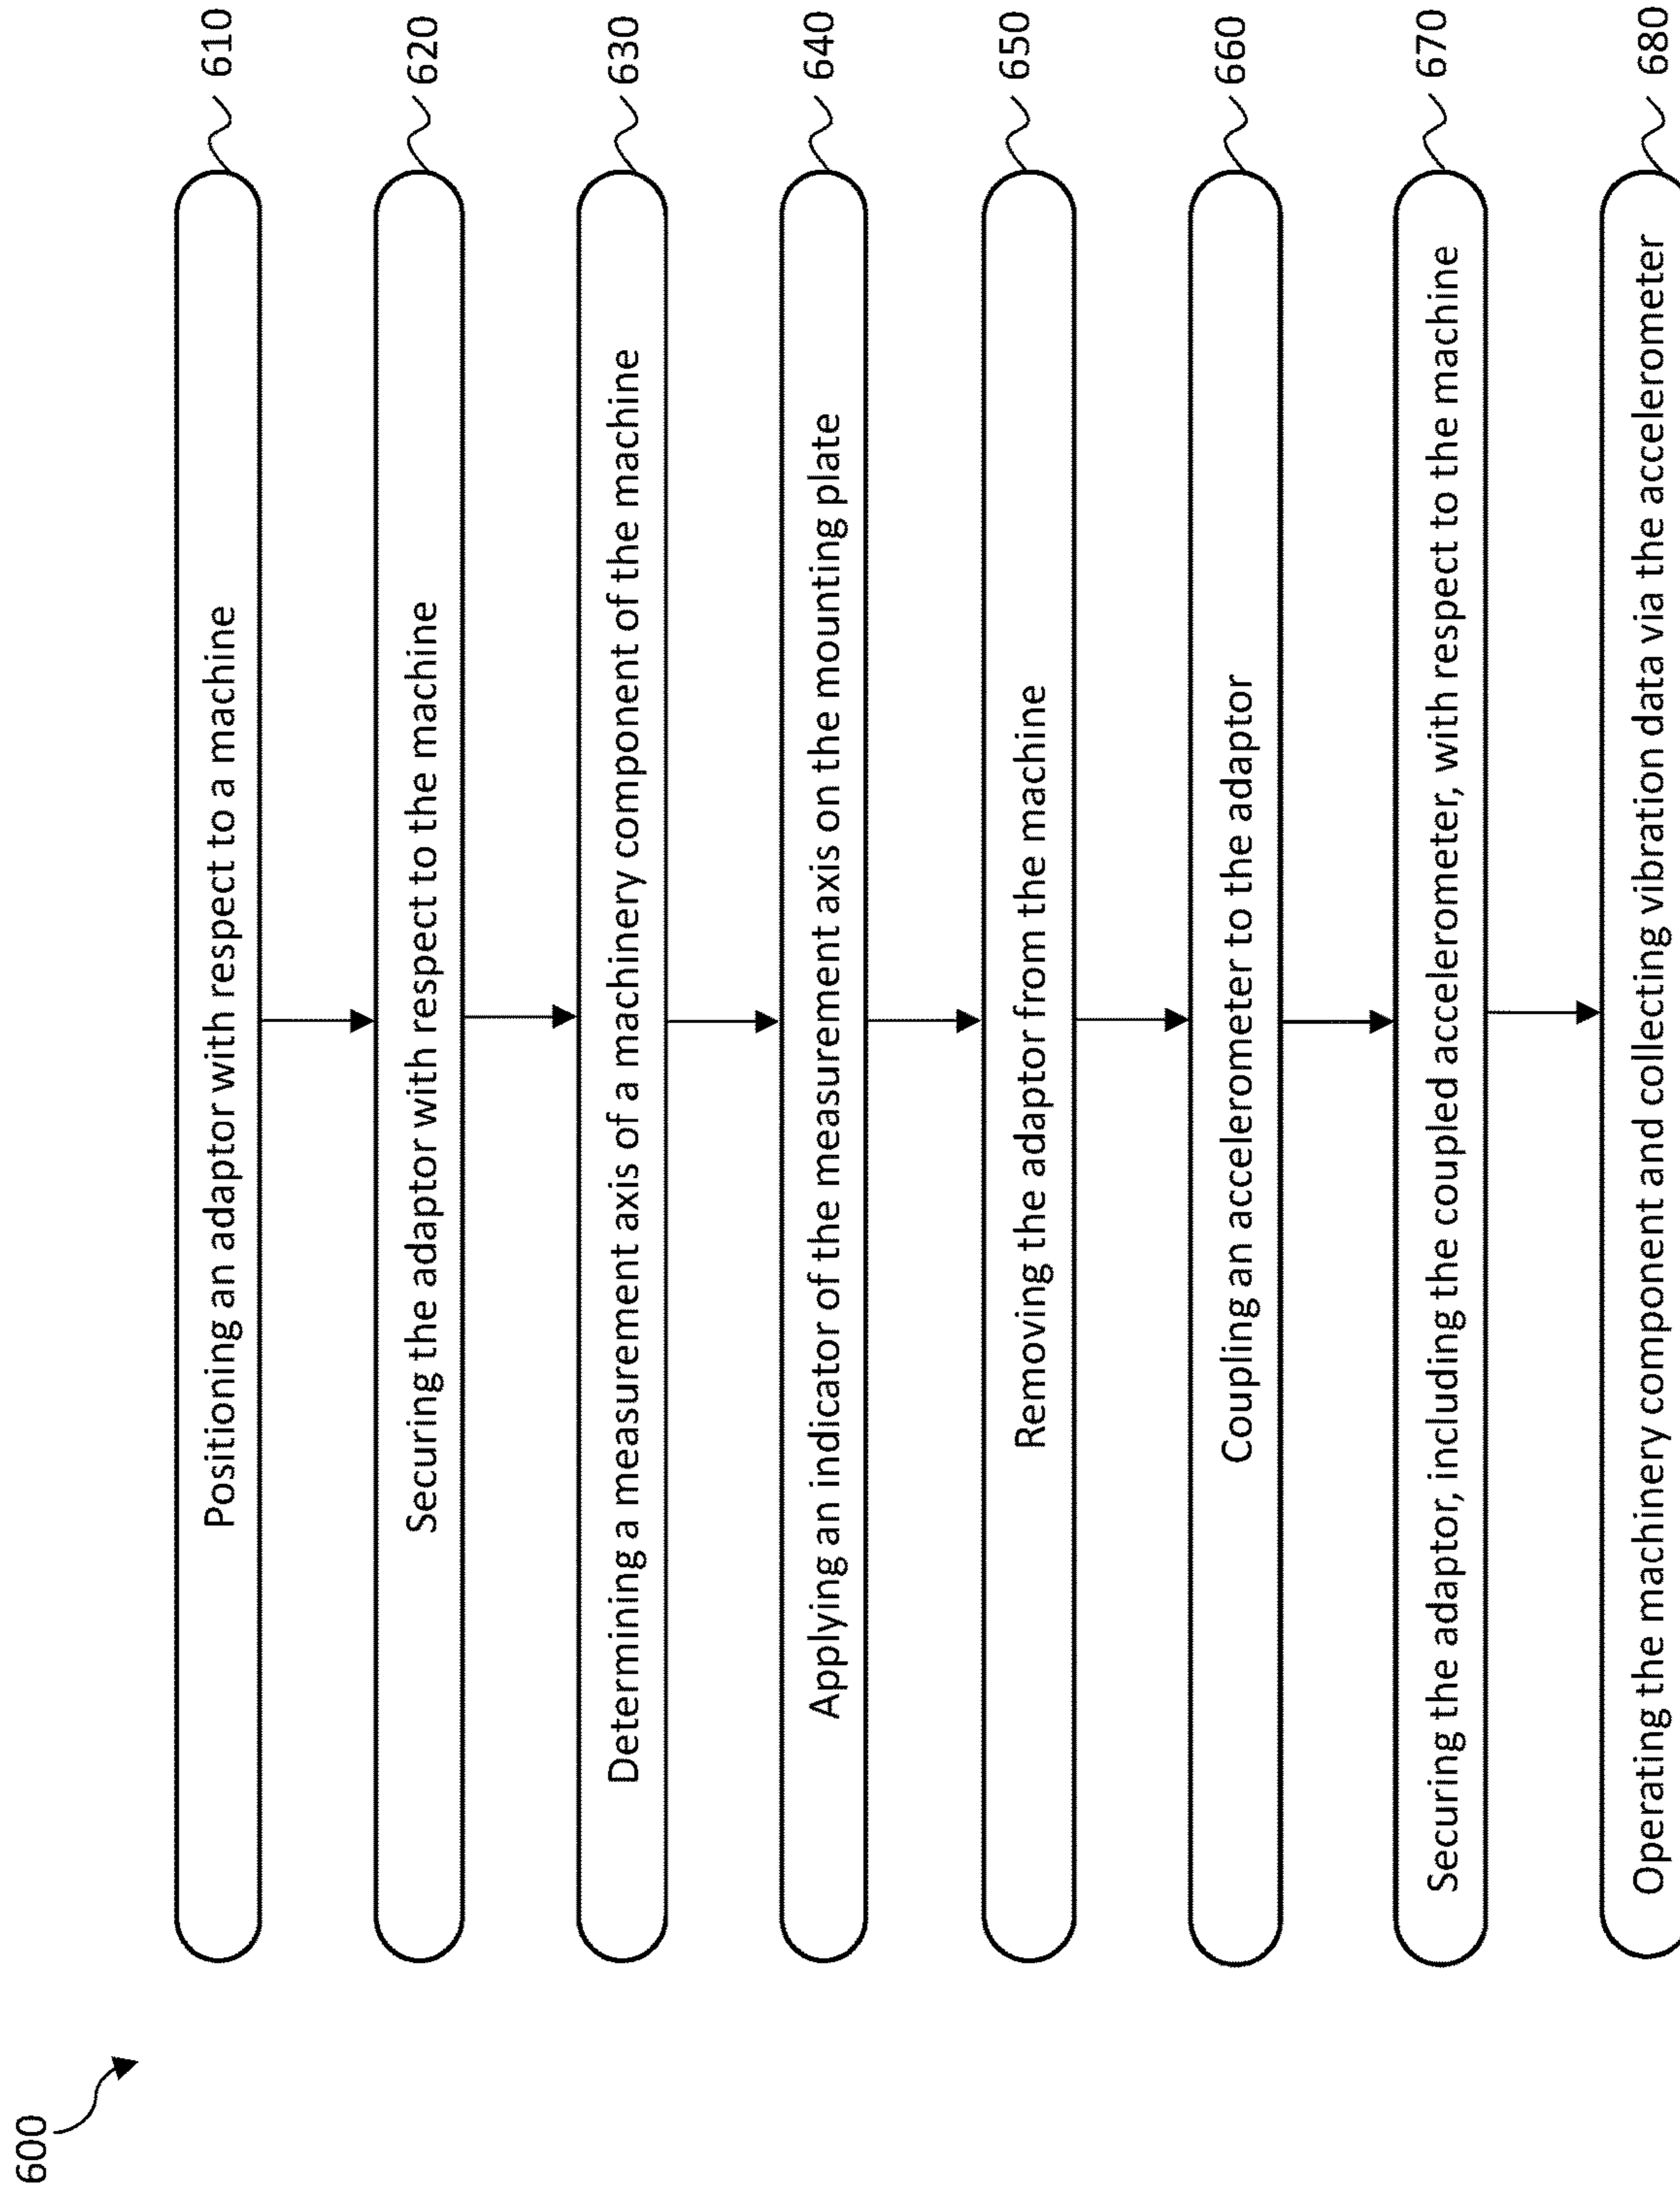 600
Positioning an adaptor with respect to a machine
610
Securing the adaptor with respect to the machine
620
Determining a measurement axis of a machinery component of the machine
630
Applying an indicator of the measurement axis on the mounting plate
640
Removing the adaptor from the machine
650
Coupling an accelerometer to the adaptor
660
Securing the adaptor, including the coupled accelerometer, with respect to the machine
670
Operating the machinery component and collecting vibration data via the accelerometer
680